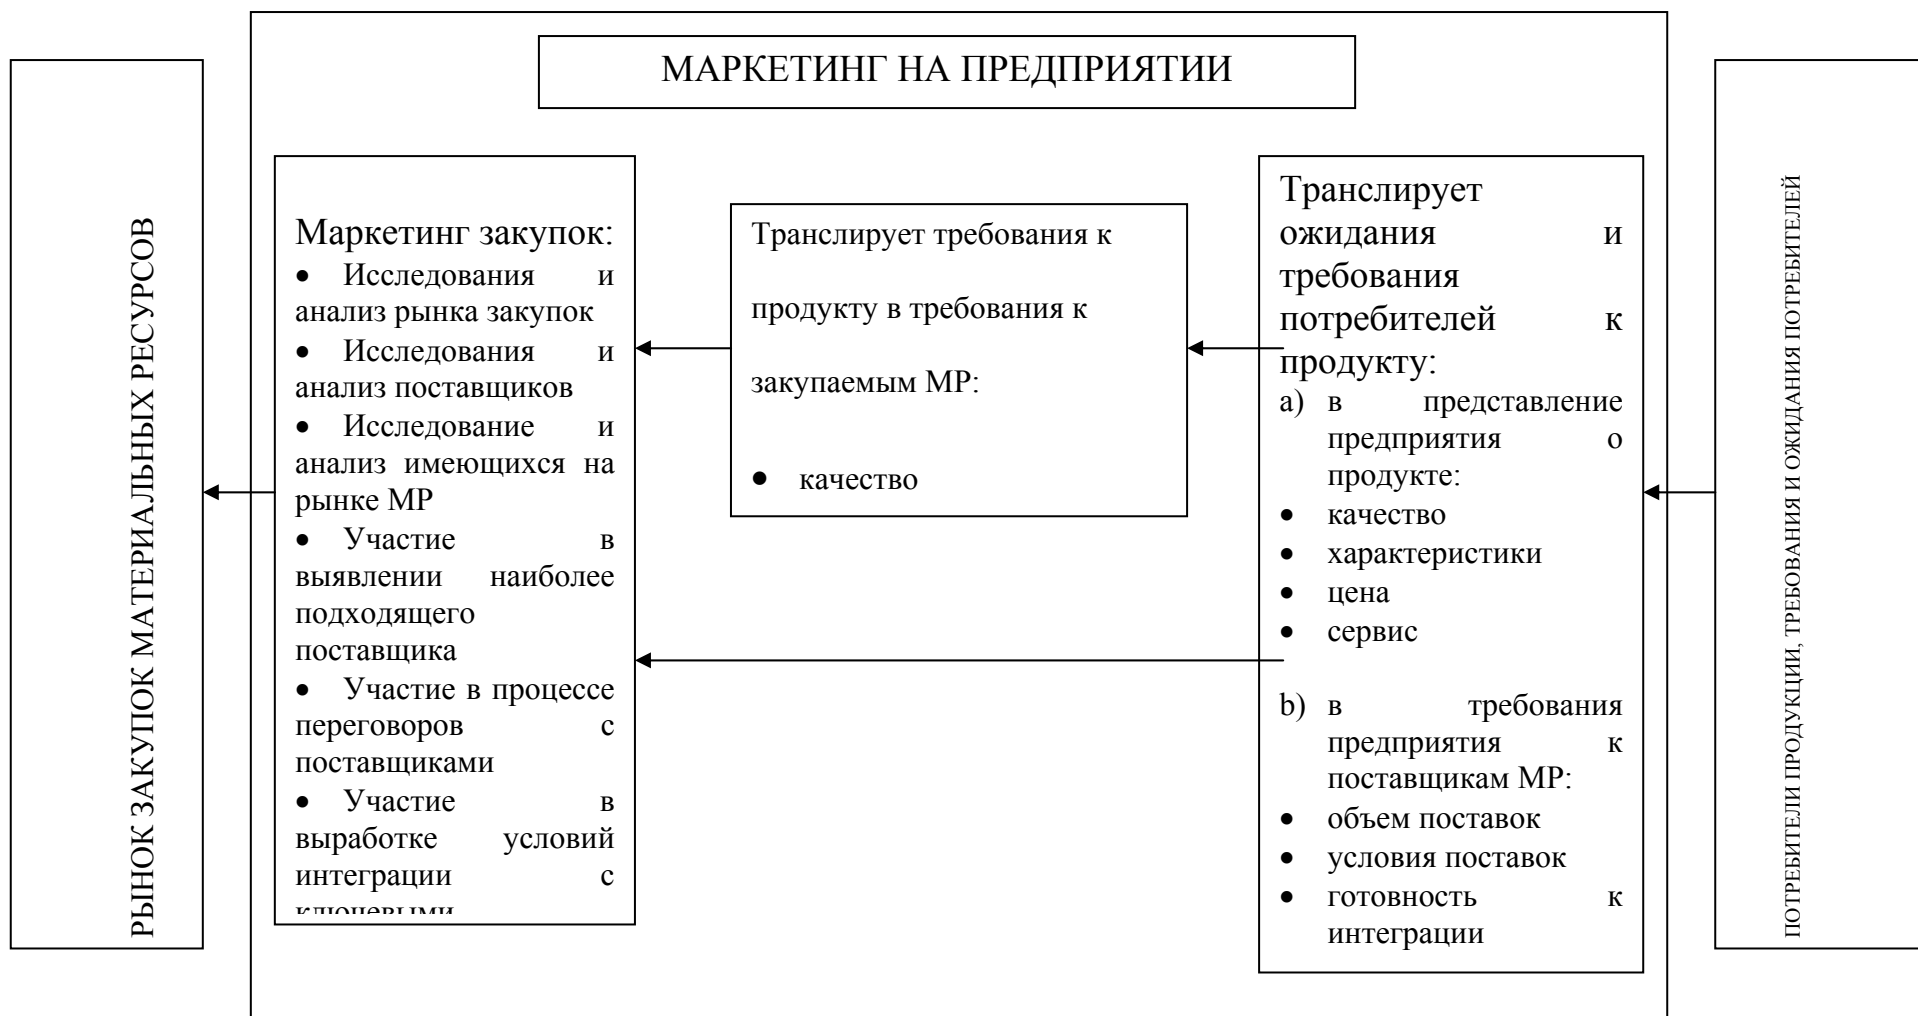 МАРКЕТИНГ НА ПРЕДПРИЯТИИ
РЫНОК ЗАКУПОК МАТЕРИАЛЬНЫХ РЕСУРСОВ
Маркетинг закупок:
• Исследования и
анализ рынка закупок
• Исследования и
анализ поставщиков
• Исследование и
анализ имеющихся на
рынке МР
• Участие в
выявлении наиболее
подходящего
поставщика
• Участие в процессе
переговоров с
поставщиками
• Участие в
выработке условий
интеграции с
ключевыми
Транслирует требования к
продукту в требования к
закупаемым МР:
• качество
Транслирует
ожидания и
требования
потребителей к
продукту:
a) в представление
предприятия о
продукте:
• качество
• характеристики
• цена
• сервис
b) в требования
предприятия к
поставщикам МР:
• объем поставок
• условия поставок
• готовность к
интеграции
ПОТРЕБИТЕЛИ ПРОДУКЦИИ, ТРЕБОВАНИЯ И ОЖИДАНИЯ ПОТРЕБИТЕЛЕЙ